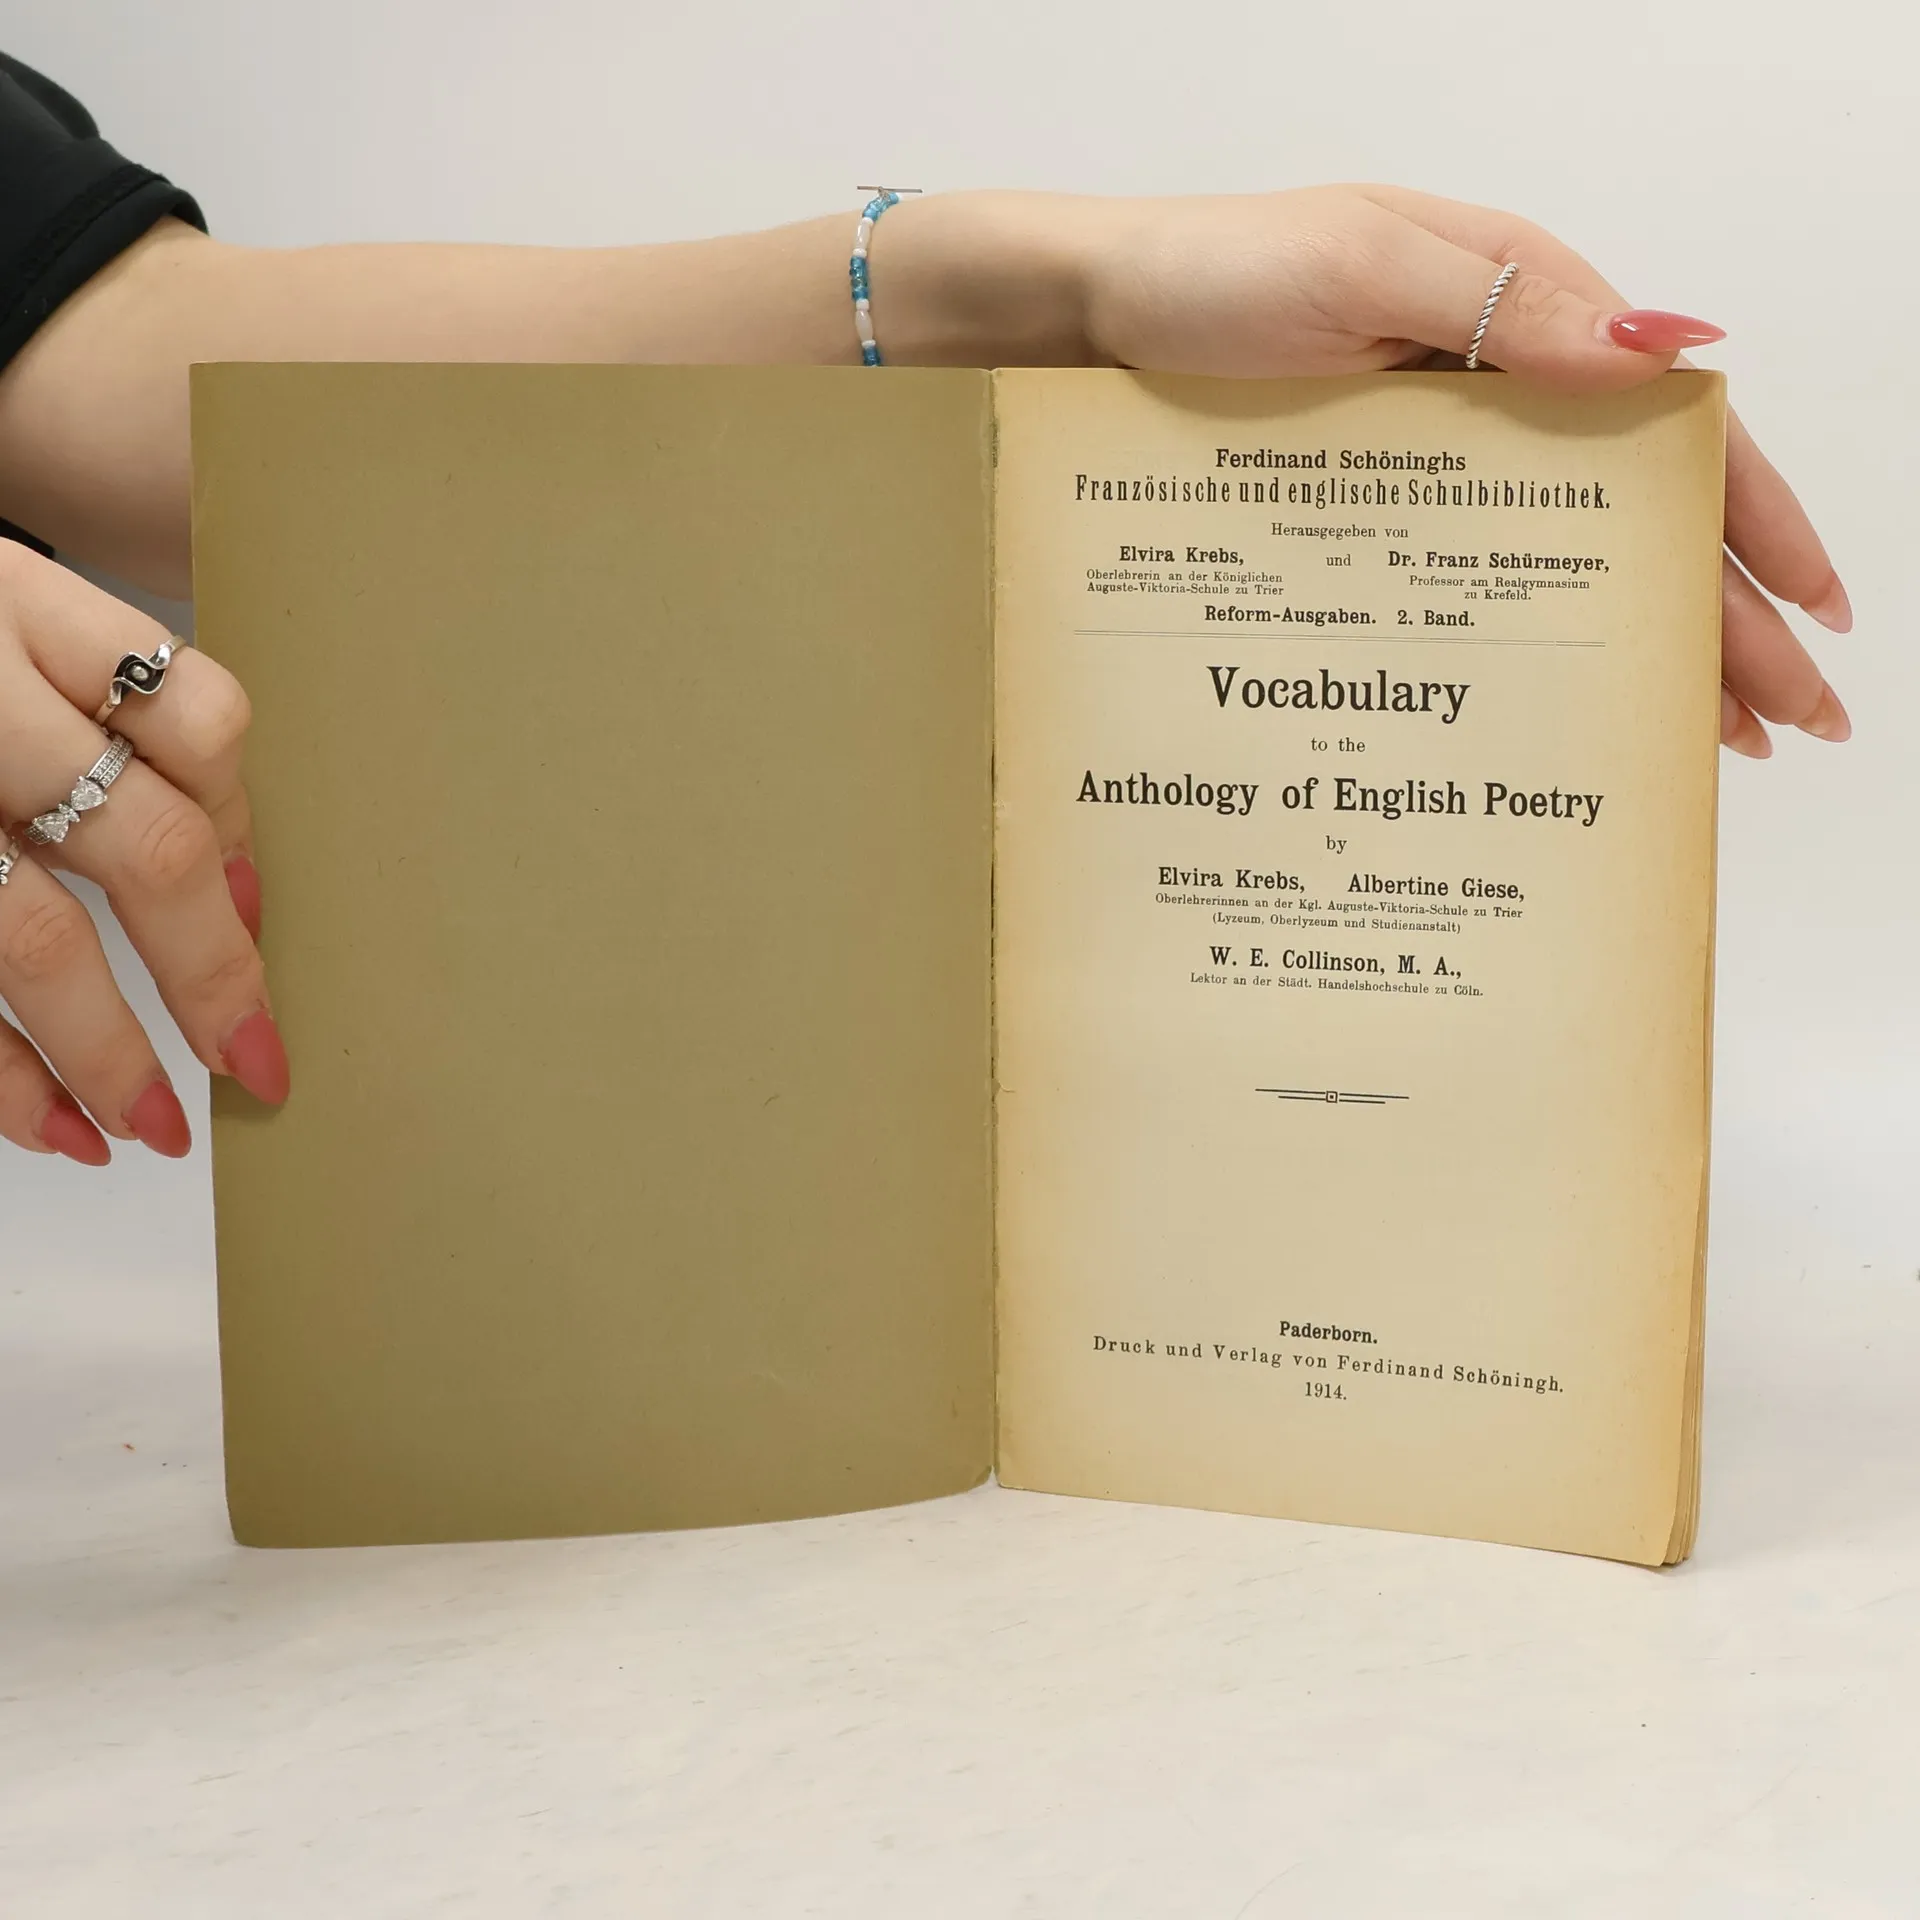 Ferdinand Schöninghs
Französische und englische Schulbibliothek.
Herausgegeben von
Elvira Krebs, und Dr. Franz Schürmeyer,
Oberlehrerin an der Königlichen Professor am Realgymnasium
Auguste-Viktoria-Schule zu Trier zu Krefeld.
Reform-Ausgaben. 2. Band.
Vocabulary
to the
Anthology of English Poetry
by
Elvira Krebs, Albertine Giese,
Oberlehrerinnen an der Kgl. Auguste-Viktoria-Schule zu Trier
(Lyzeum, Oberlyzeum und Studienanstalt)
W. E. Collinson, M. A.,
Lektor an der Städt. Handelshochschule zu Cöln.
Paderborn.
Druck und Verlag von Ferdinand Schöningh.
1914.